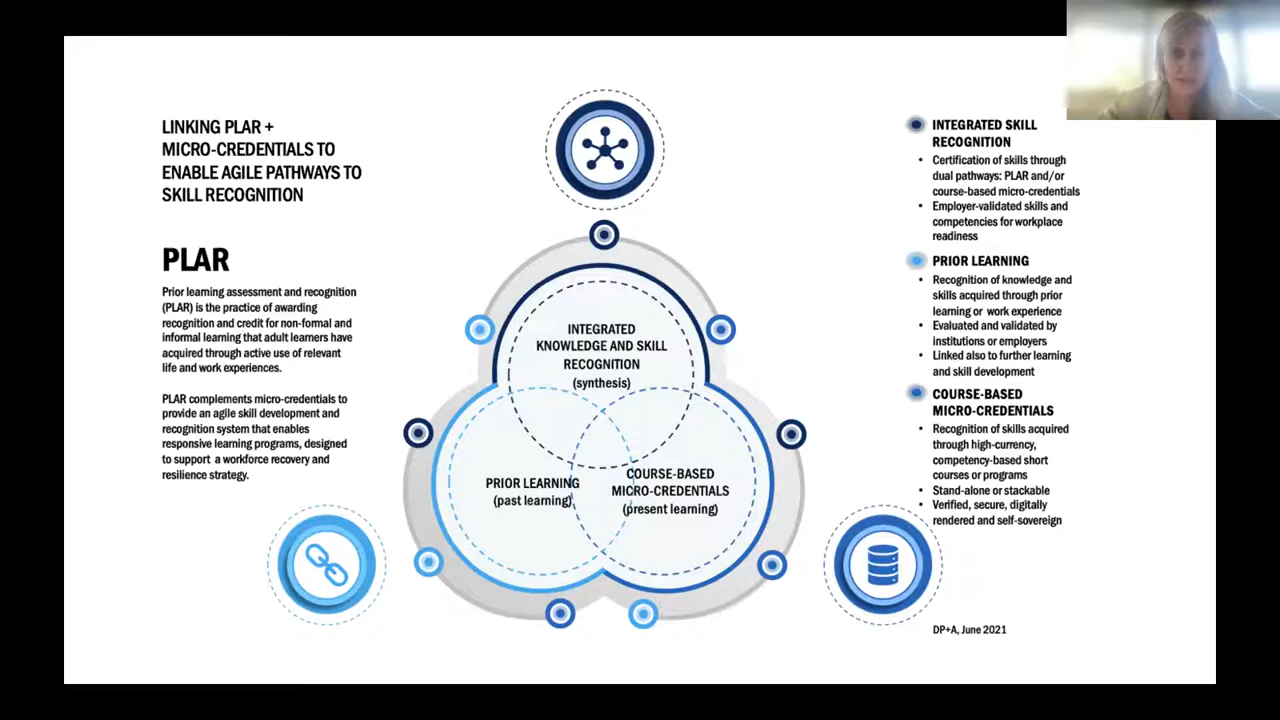 LINKING PLAR +
MICRO-CREDENTIALS TO
ENABLE AGILE PATHWAYS TO
SKILL RECOGNITION
PLAR
Prior learning assessment and recognition
(PLAR) is the practice of awarding
recognition and credit for non-formal and
informal learning that adult learners have
acquired through active use of relevant
life and work experiences.
PLAR complements micro-credentials to
provide an agile skill development and
recognition system that enables
responsive learning programs, designed
to support a workforce recovery and
resilience strategy.
INTEGRATED
KNOWLEDGE AND SKILL
RECOGNITION
(synthesis)
PRIOR LEARNING
(past learning)
COURSE-BASED
MICRO-CREDENTIALS
(present learning)
INTEGRATED SKILL
RECOGNITION
• Certification of skills through
dual pathways: PLAR and/or
course-based micro-credentials
• Employer-validated skills and
competencies for workplace
readiness
PRIOR LEARNING
• Recognition of knowledge and
skills acquired through prior
learning or work experience
• Evaluated and validated by
institutions or employers
• Linked also to further learning
and skill development
COURSE-BASED
MICRO-CREDENTIALS
• Recognition of skills acquired
through high-currency,
competency-based short
courses or programs
• Stand-alone or stackable
• Verified, secure, digitally
rendered and self-sovereign
DP+A, June 2021